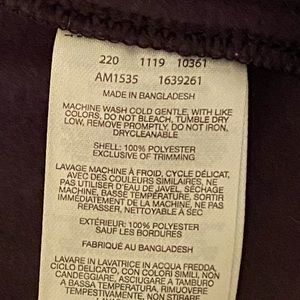 220 1119 10361
AM1535 1639261
MADE IN BANGLADESH
MACHINE WASH COLD GENTLE, WITH LIKE
COLORS, DO NOT BLEACH, TUMBLE DRY
LOW, REMOVE PROMPTLY, DO NOT IRON,
DRYCLEANABLE
SHELL: 100% POLYESTER
EXCLUSIVE OF TRIMMING
LAVAGE MACHINE À FROID, CYCLE DÉLICAT,
AVEC DES COULEURS SIMILAIRES, NE
PAS UTILISER D'EAU DE JAVEL, SÉCHAGE
MACHINE, BASSE TEMPÉRATURE, SORTIR
IMMÉDIATEMENT DE LA MACHINE, NE PAS
REPASSER, NETTOYABLE À SEC
EXTÉRIEUR: 100% POLYESTER
SAUF LES BORDURES
FABRIQUÉ AU BANGLADESH
LAVARE IN LAVATRICE IN ACQUA FREDDA,
CICLO DELICATO, CON COLORI SIMILI, NON
CANDEGGIARE, ASCIUGARE A TAMBURO
A BASSA TEMPERATURA, RIMUOVERE
TEMPESTIVAMENTE, NON STIRARE